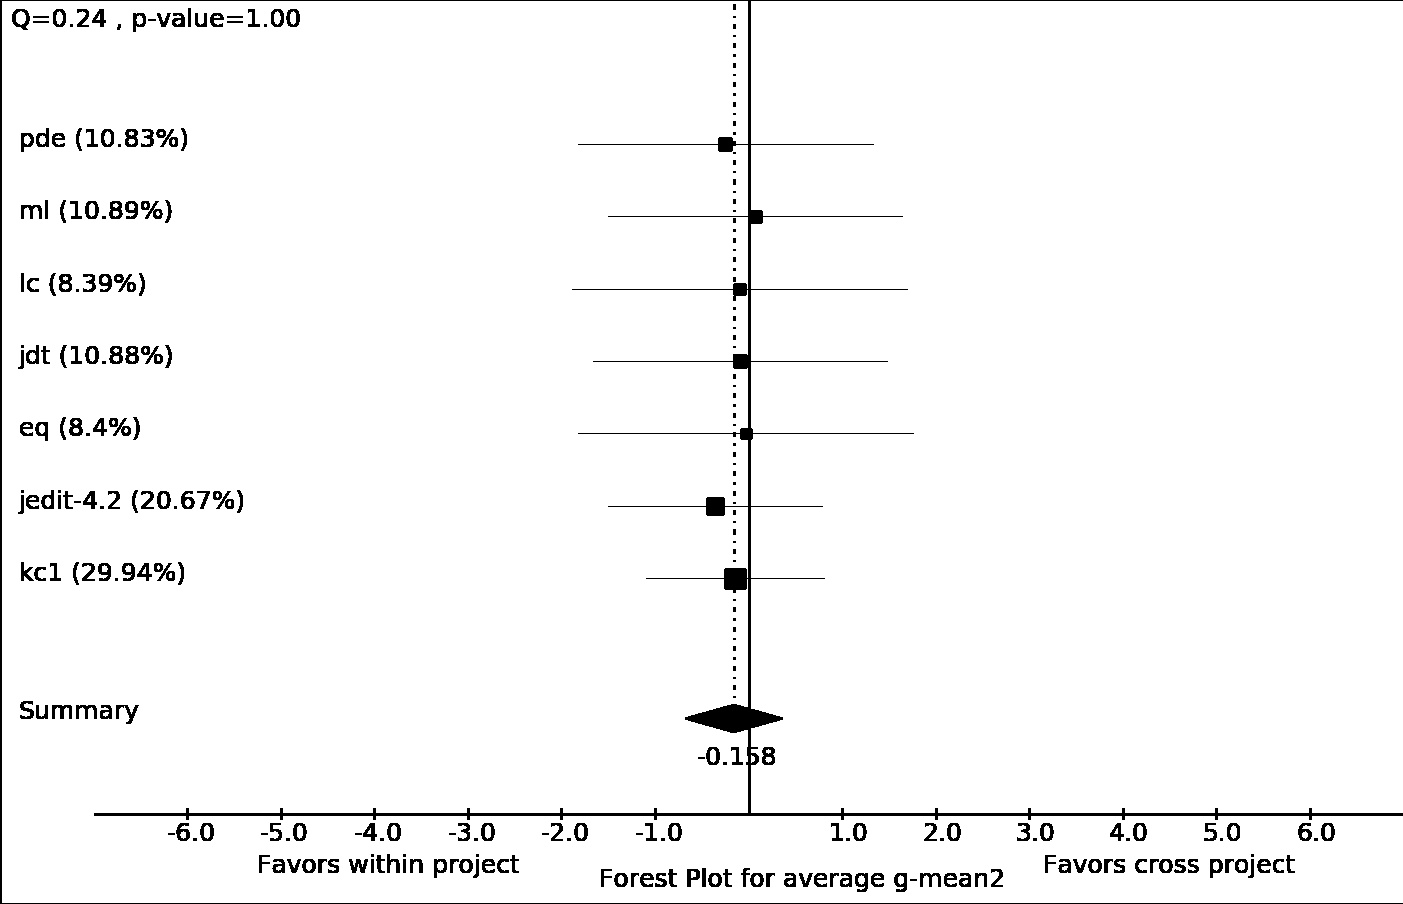 Q=0.24 , p-value=1.00
pde (10.83%)
ml (10.89%)
lc (8.39%)
jdt (10.88%)
eq (8.4%)
jedit-4.2 (20.67%)
kc1 (29.94%)
Summary
-0.158
-6.0 -5.0 -4.0 -3.0 -2.0 -1.0 1.0 2.0 3.0 4.0 5.0 6.0
Favors within project Favors cross project
Forest Plot for average g-mean2